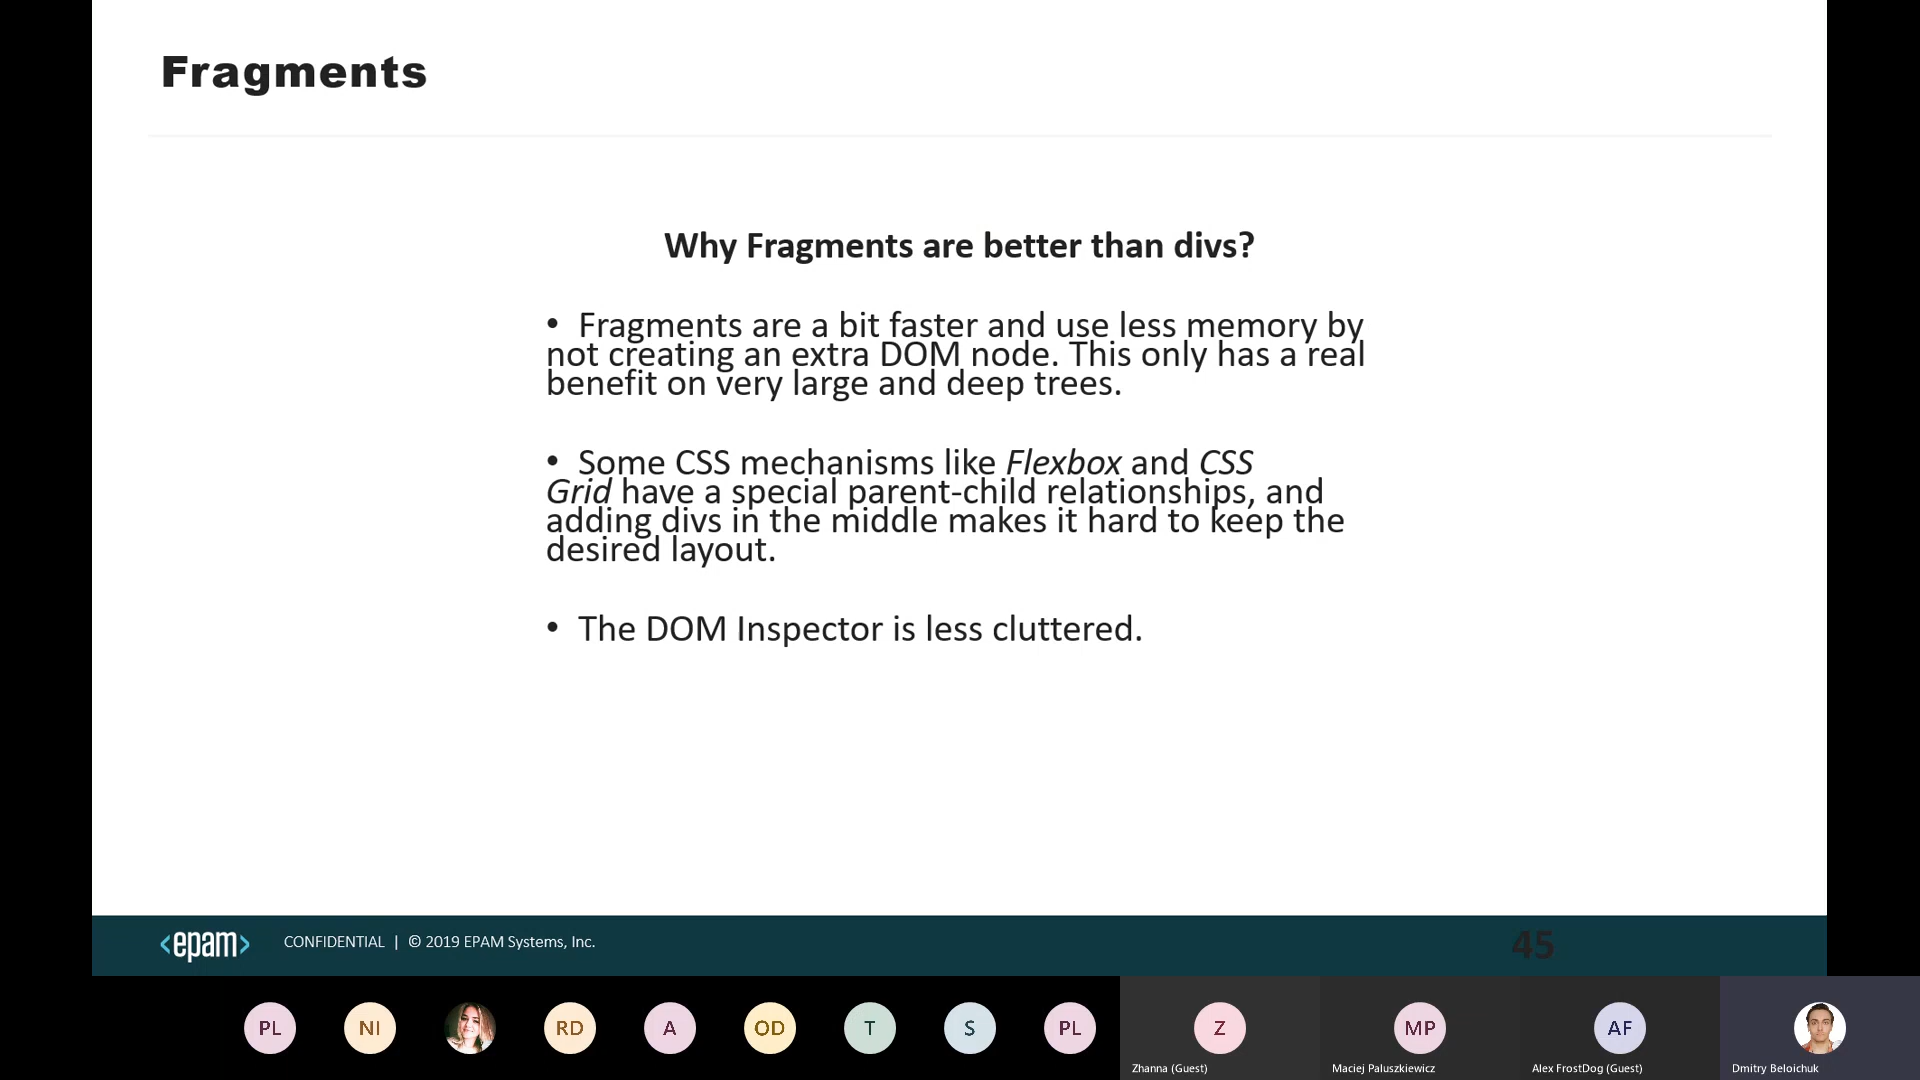 Fragments
Why Fragments are better than divs?
• Fragments are a bit faster and use less memory by
not creating an extra DOM node. This only has a real
benefit on very large and deep trees.
• Some CSS mechanisms like Flexbox and CSS
Grid have a special parent-child relationships, and
adding divs in the middle makes it hard to keep the
desired layout.
• The DOM Inspector is less cluttered.
<epam> CONFIDENTIAL | © 2019 EPAM Systems, Inc. 45
PL NI RD A OD T S PL Z MP AF
Zhanna (Guest) Maciej Paluszkiewicz Alex FrostDog (Guest) Dmitry Beloichuk